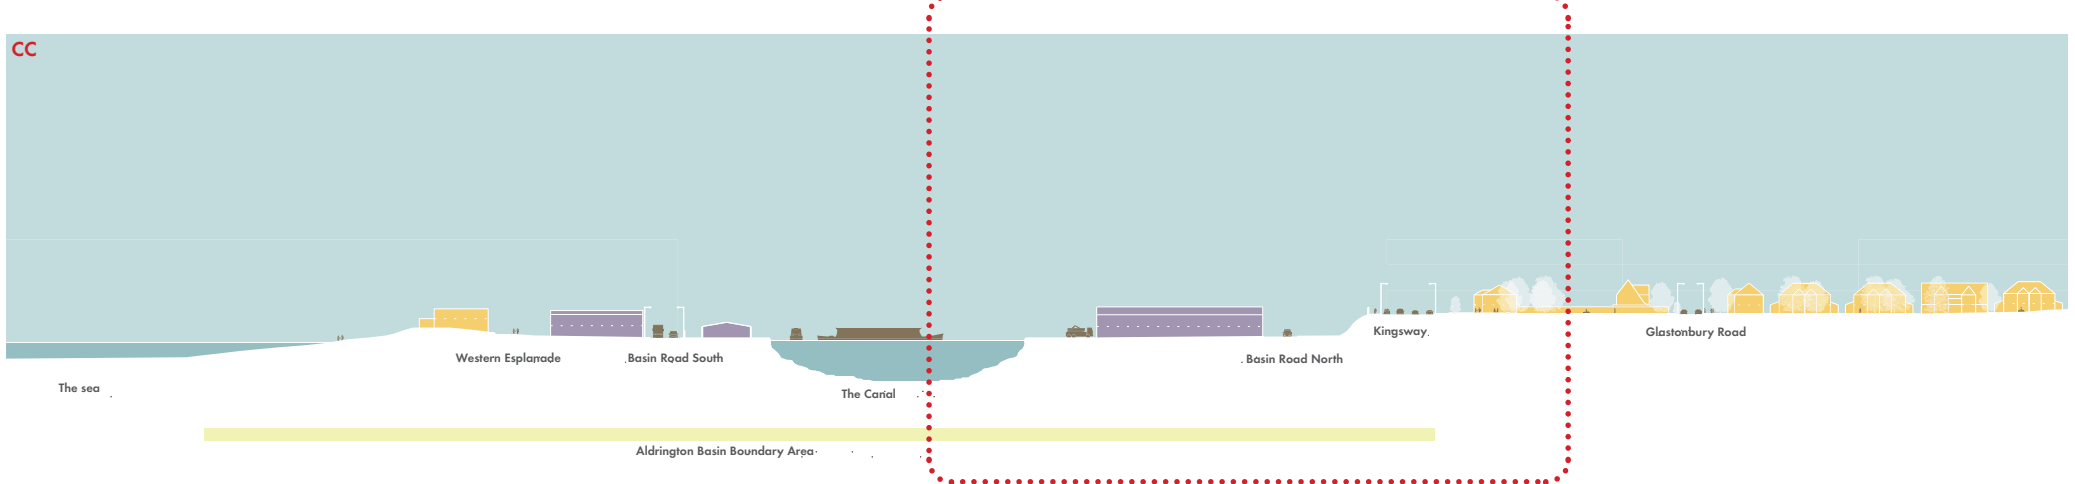 CC
Kingsway
Glastonbury Road
Western Esplanade
Basin Road South
Basin Road North
The sea
The Canal
Aldrington Basin Boundary Area